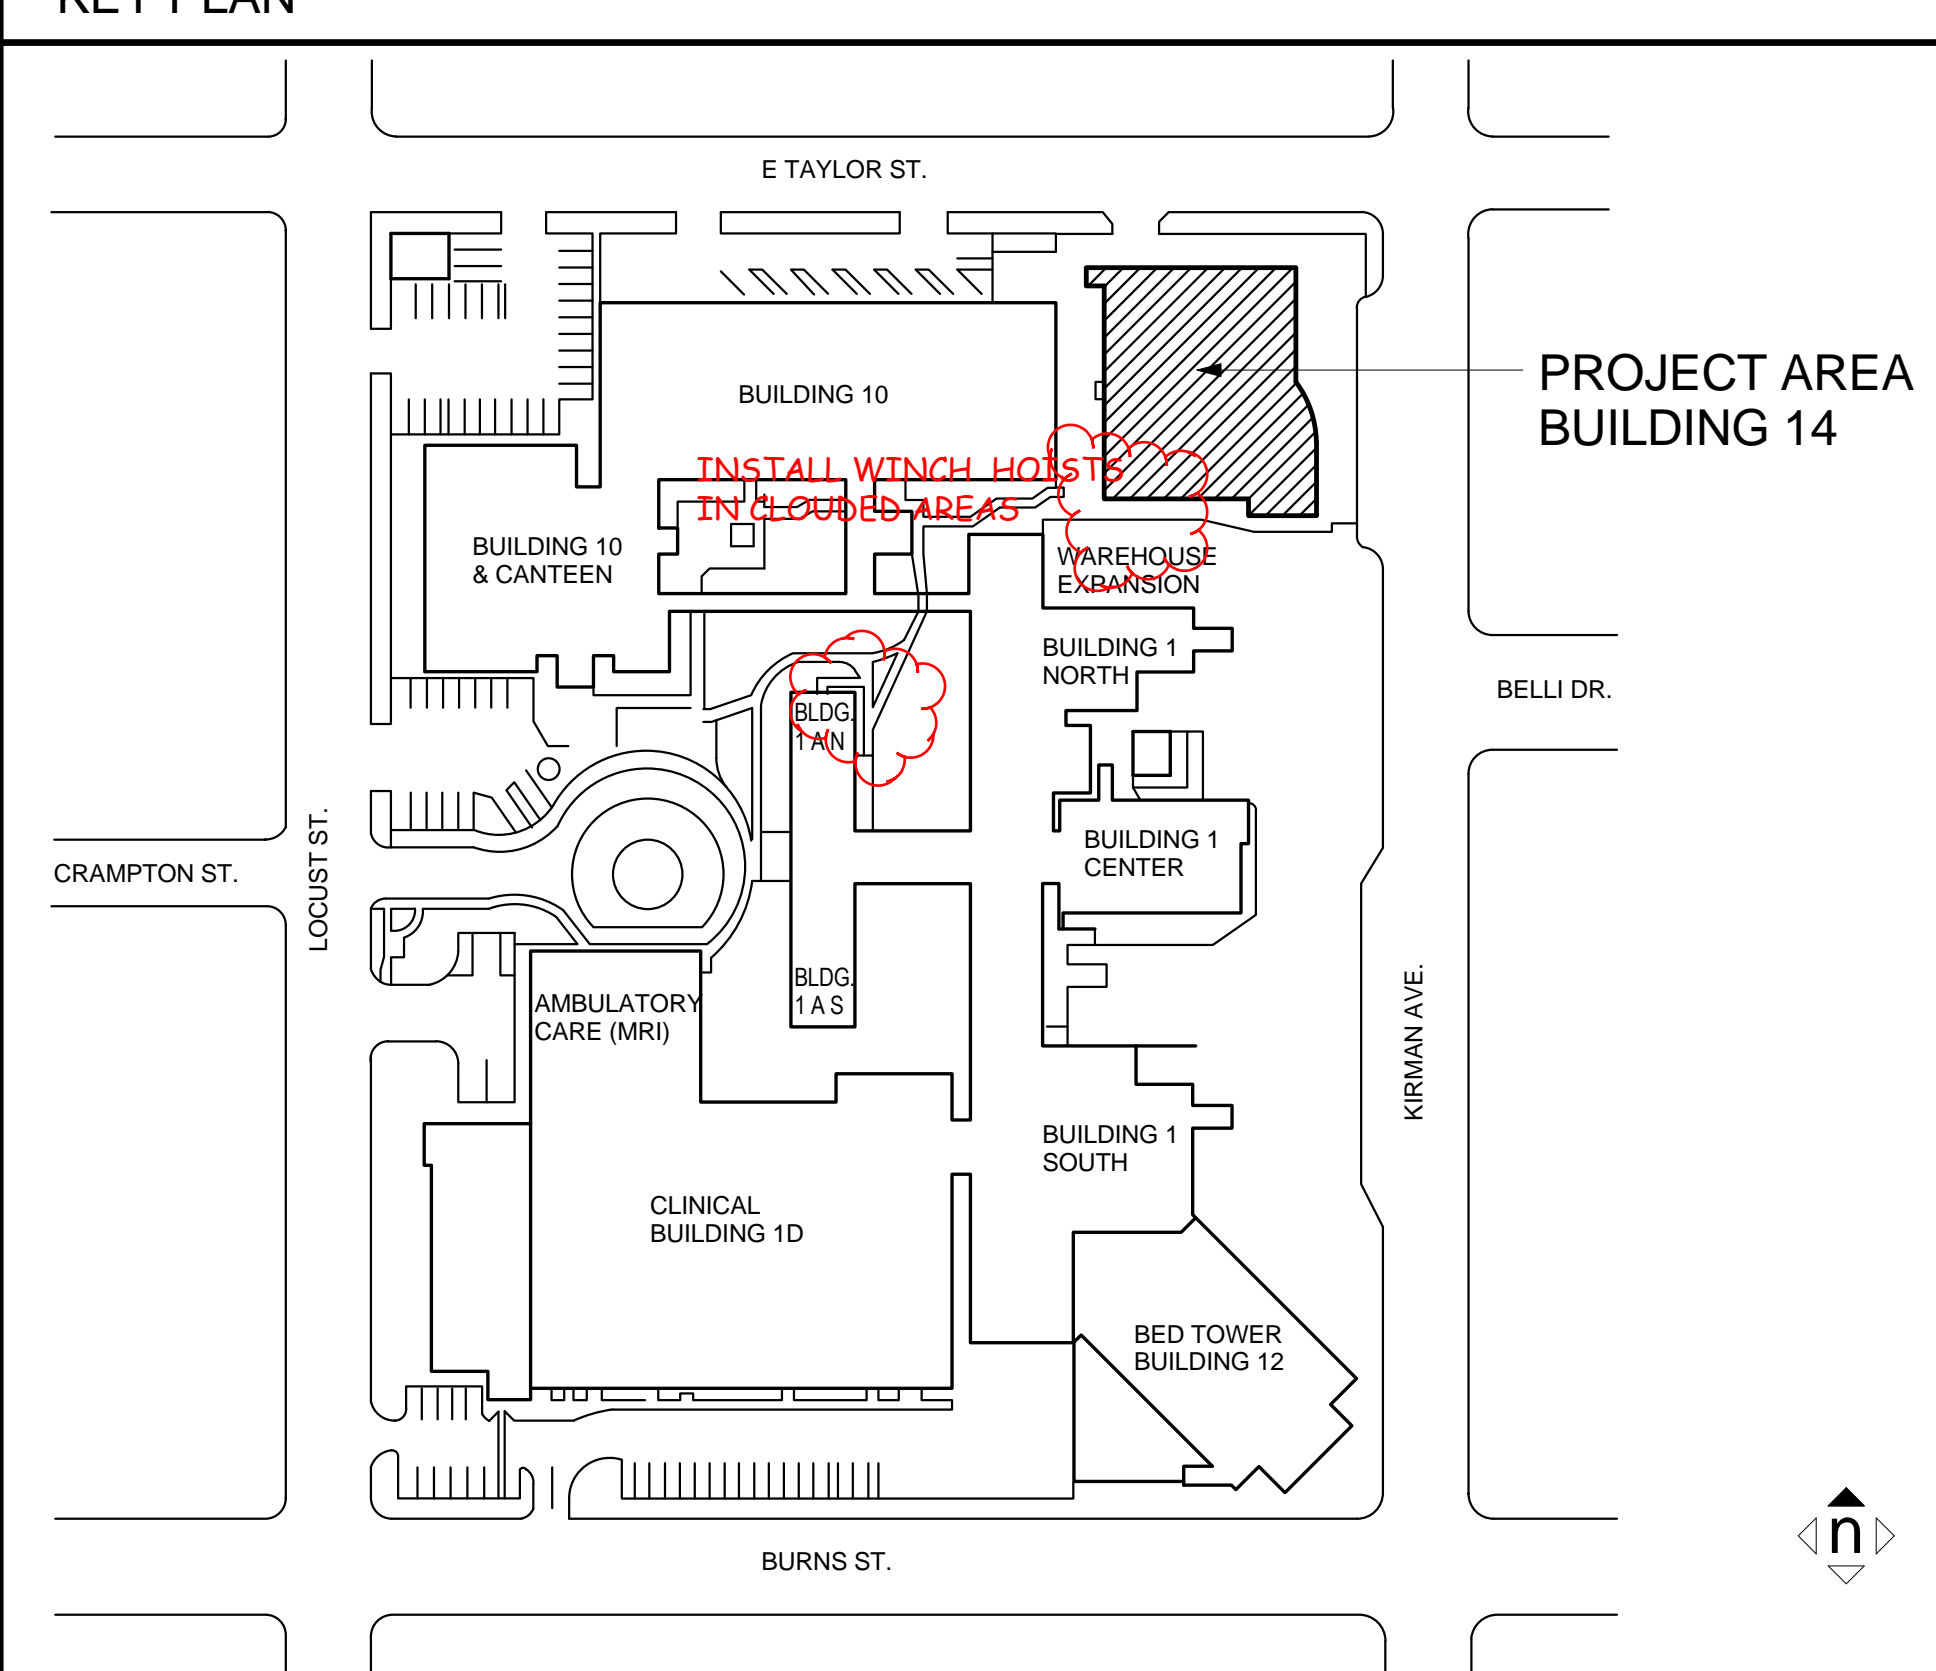 KEY PLAN
E TAYLOR ST.
PROJECT AREA
BUILDING 14
BUILDING 10
INSTALL WINCH HOISTS
IN CLOUDED AREAS
BUILDING 10
& CANTEEN
WAREHOUSE
EXPANSION
BUILDING 1
NORTH
BELLI DR.
BLDG.
1 A N
BUILDING 1
CENTER
CRAMPTON ST.
LOCUST ST.
BLDG.
1 A S
AMBULATORY
CARE (MRI)
KIRMAN AVE.
BUILDING 1
SOUTH
CLINICAL
BUILDING 1D
BED TOWER
BUILDING 12
n
BURNS ST.